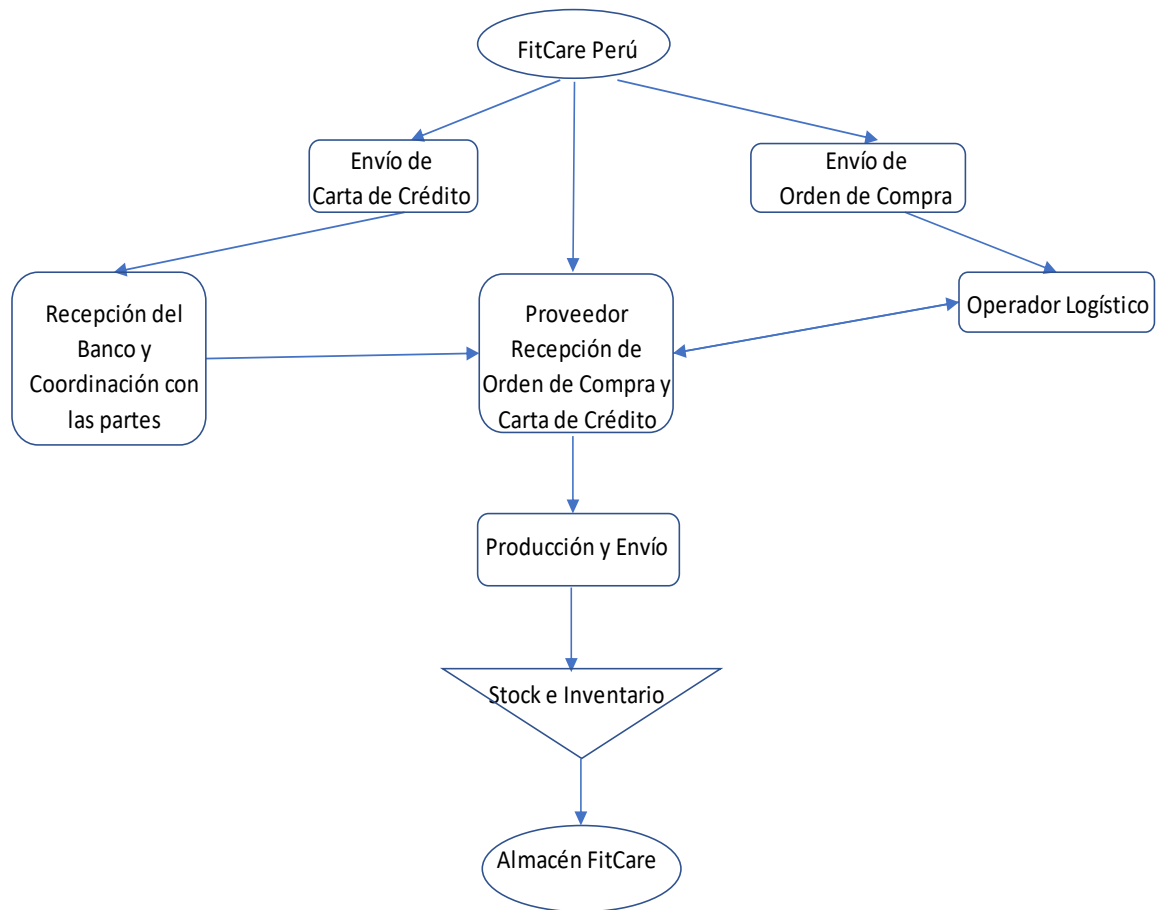 FitCare Perú
Envío de
Carta de Crédito
Envío de
Orden de Compra
Recepción del
Banco y
Coordinación con
las partes
Proveedor
Recepción de
Orden de Compra y
Carta de Crédito
Operador Logístico
Producción y Envío
Stock e Inventario
Almacén FitCare